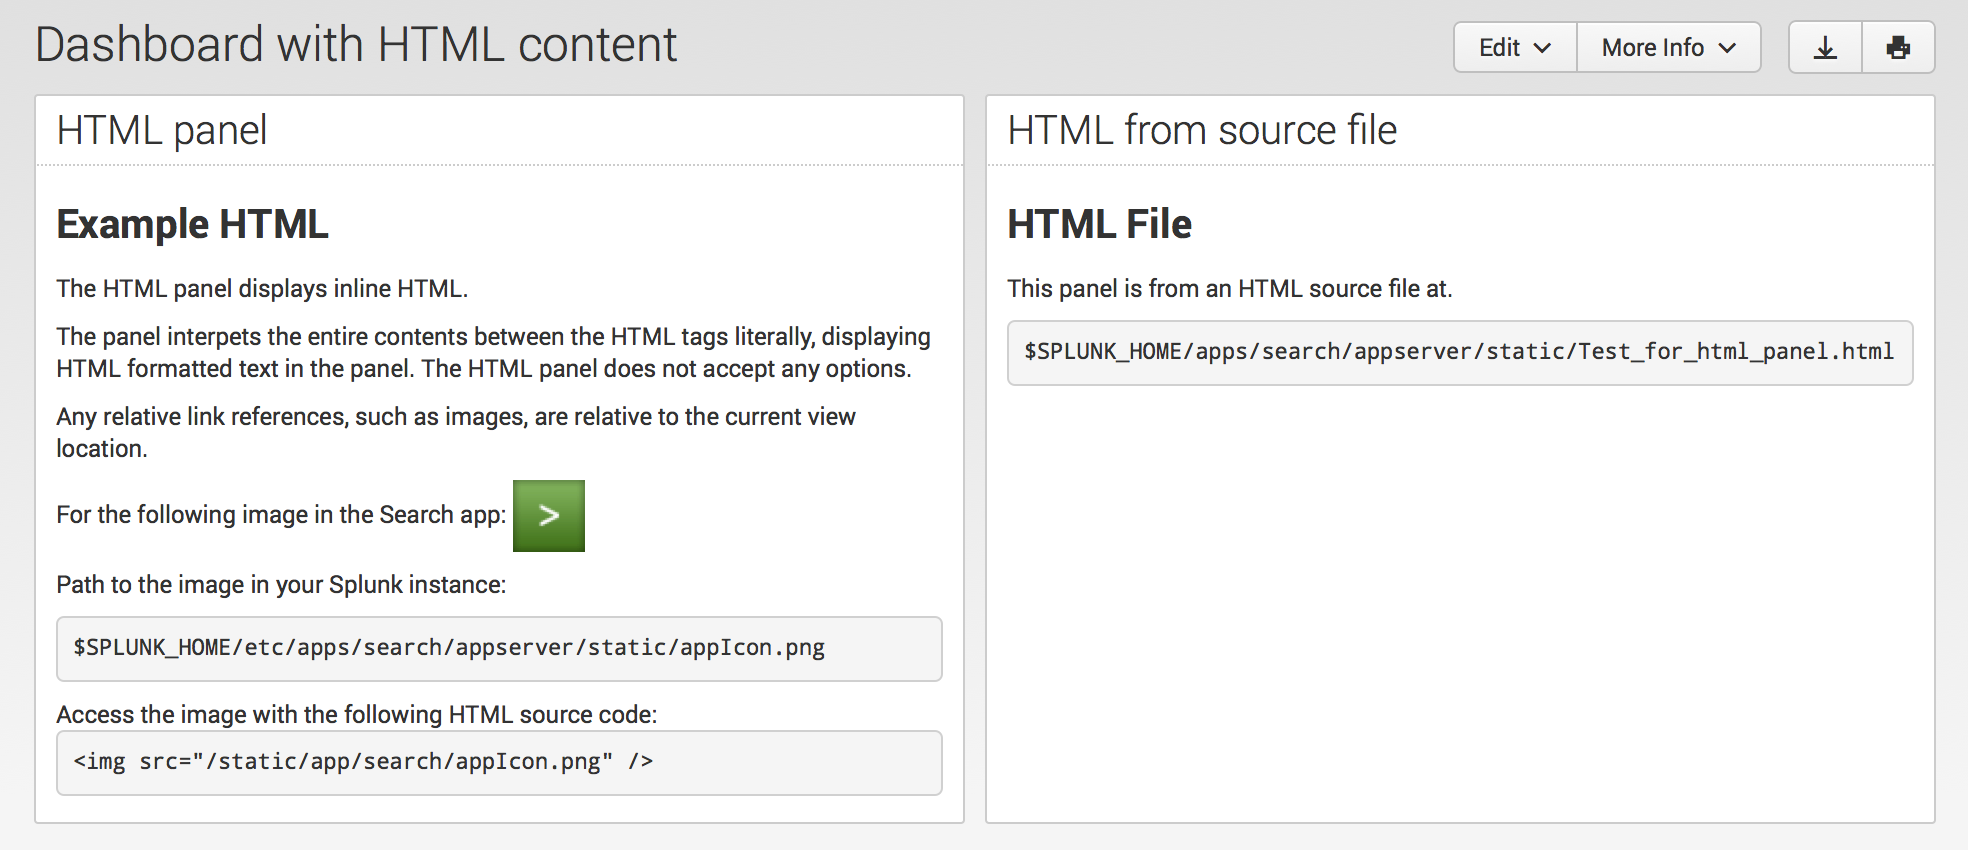 Dashboard with HTML content
Edit
More Info
HTML panel
Example HTML
The HTML panel displays inline HTML.
The panel interpets the entire contents between the HTML tags literally, displaying
HTML formatted text in the panel. The HTML panel does not accept any options.
Any relative link references, such as images, are relative to the current view
location.
For the following image in the Search app:
>
Path to the image in your Splunk instance:
$SPLUNK_HOME/etc/apps/search/appserver/static/appIcon.png
Access the image with the following HTML source code:
<img src="/static/app/search/appIcon.png" />
HTML from source file
HTML File
This panel is from an HTML source file at.
$SPLUNK_HOME/apps/search/appserver/static/Test_for_html_panel.html